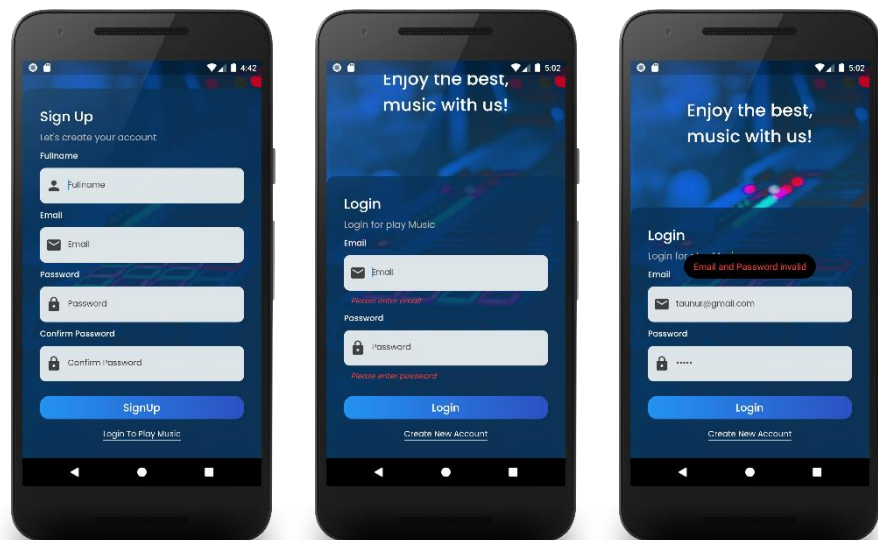 4:42
Sign Up
Let's create your account
Fullname
Fullname
Email
Email
Password
Password
Confirm Password
Confirm Password
SignUp
Login To Play Music
5:02
Enjoy the best,
music with us!
Login
Login for play Music
Email
Email
Please enter email
Password
Password
Please enter password
Login
Create New Account
5:02
Enjoy the best,
music with us!
Login
Login for
Email and Password invalid
Email
taunur@gmail.com
Password
•••••
Login
Create New Account